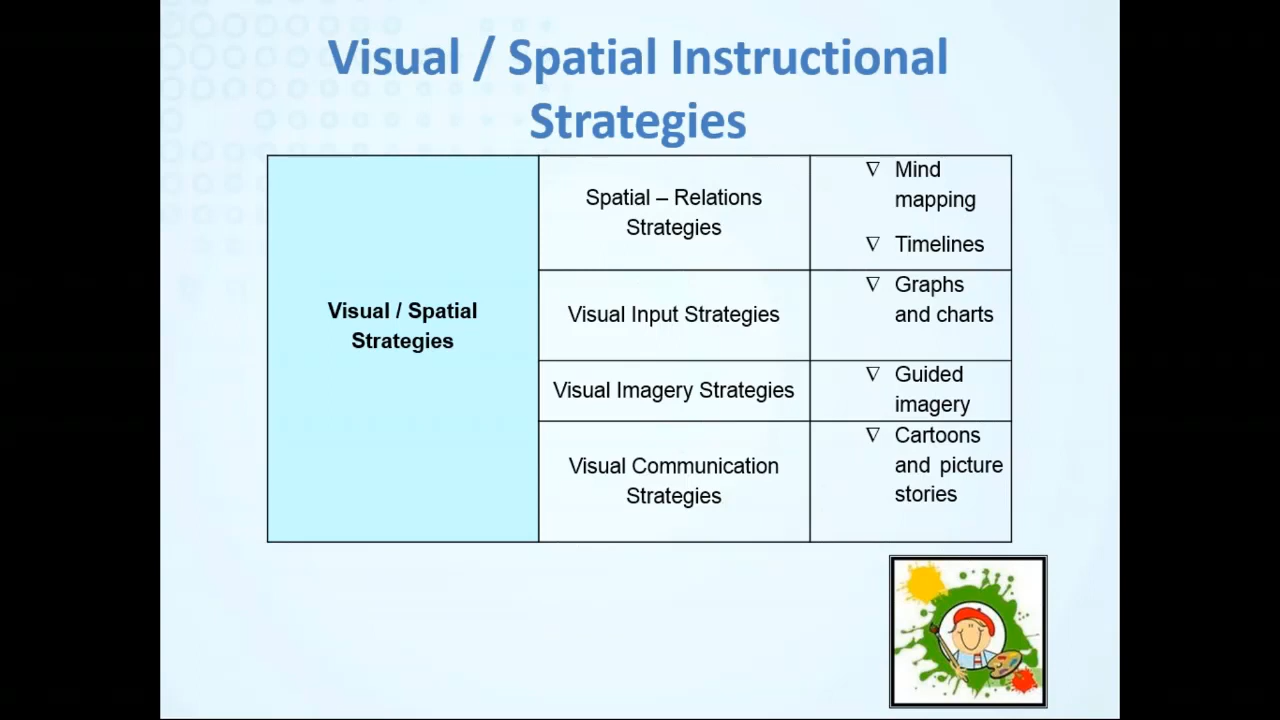 Visual / Spatial Instructional
Strategies
Visual / Spatial
Strategies
Spatial – Relations
Strategies
∇ Mind
mapping
∇ Timelines
Visual Input Strategies
∇ Graphs
and charts
Visual Imagery Strategies
∇ Guided
imagery
Visual Communication
Strategies
∇ Cartoons
and picture
stories